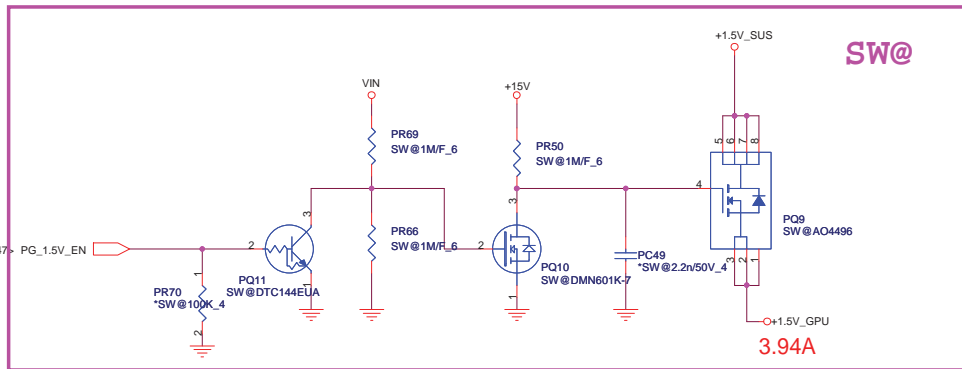 +1.5V_SUS
SW@
VIN
+15V
PR69
SW@1M/F_6
PR50
SW@1M/F_6
5
6
7
8
4
3
3
2
2
PQ9
SW@AO4496
47> PG_1.5V_EN
PR66
SW@1M/F_6
PC49
*SW@2.2n/50V_4
PQ10
SW@DMN601K-7
3
2
1
1
PQ11
SW@DTC144EUA
1
1
PR70
*SW@100K_4
2
+1.5V_GPU
3.94A